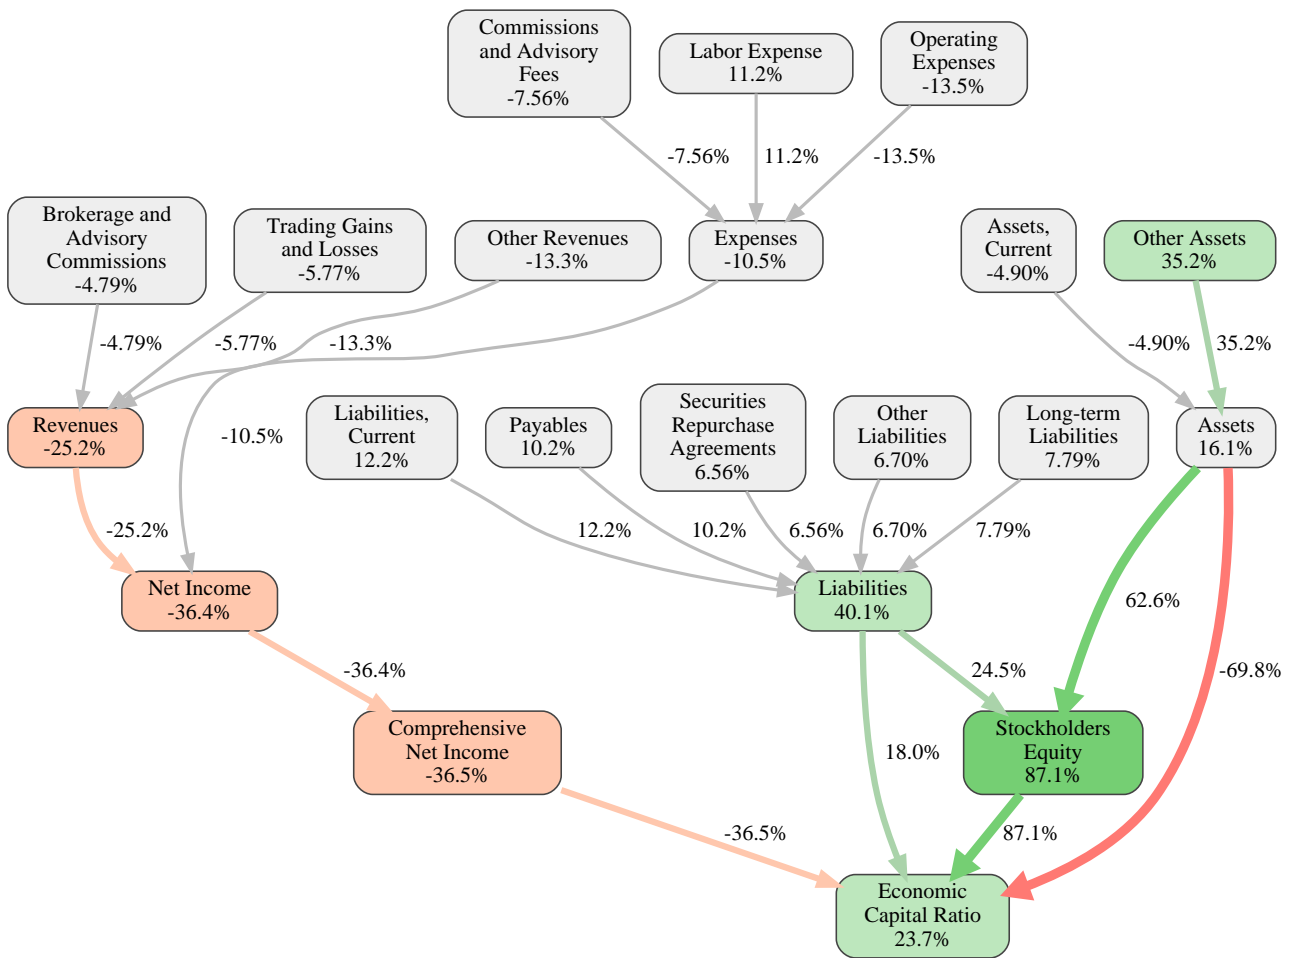 Commissions
and Advisory
Fees
-7.56%
Labor Expense
11.2%
Operating
Expenses
-13.5%
-7.56%
11.2%
-13.5%
Brokerage and
Advisory
Commissions
-4.79%
Trading Gains
and Losses
-5.77%
Other Revenues
-13.3%
Expenses
-10.5%
Assets,
Current
-4.90%
Other Assets
35.2%
-4.79%
-5.77%
-13.3%
-4.90%
35.2%
Revenues
-25.2%
-10.5%
Liabilities,
Current
12.2%
Payables
10.2%
Securities
Repurchase
Agreements
6.56%
Other
Liabilities
6.70%
Long-term
Liabilities
7.79%
Assets
16.1%
-25.2%
12.2%
10.2%
6.56%
6.70%
7.79%
Net Income
-36.4%
Liabilities
40.1%
62.6%
-36.4%
24.5%
-69.8%
Comprehensive
Net Income
-36.5%
18.0%
Stockholders
Equity
87.1%
-36.5%
87.1%
Economic
Capital Ratio
23.7%